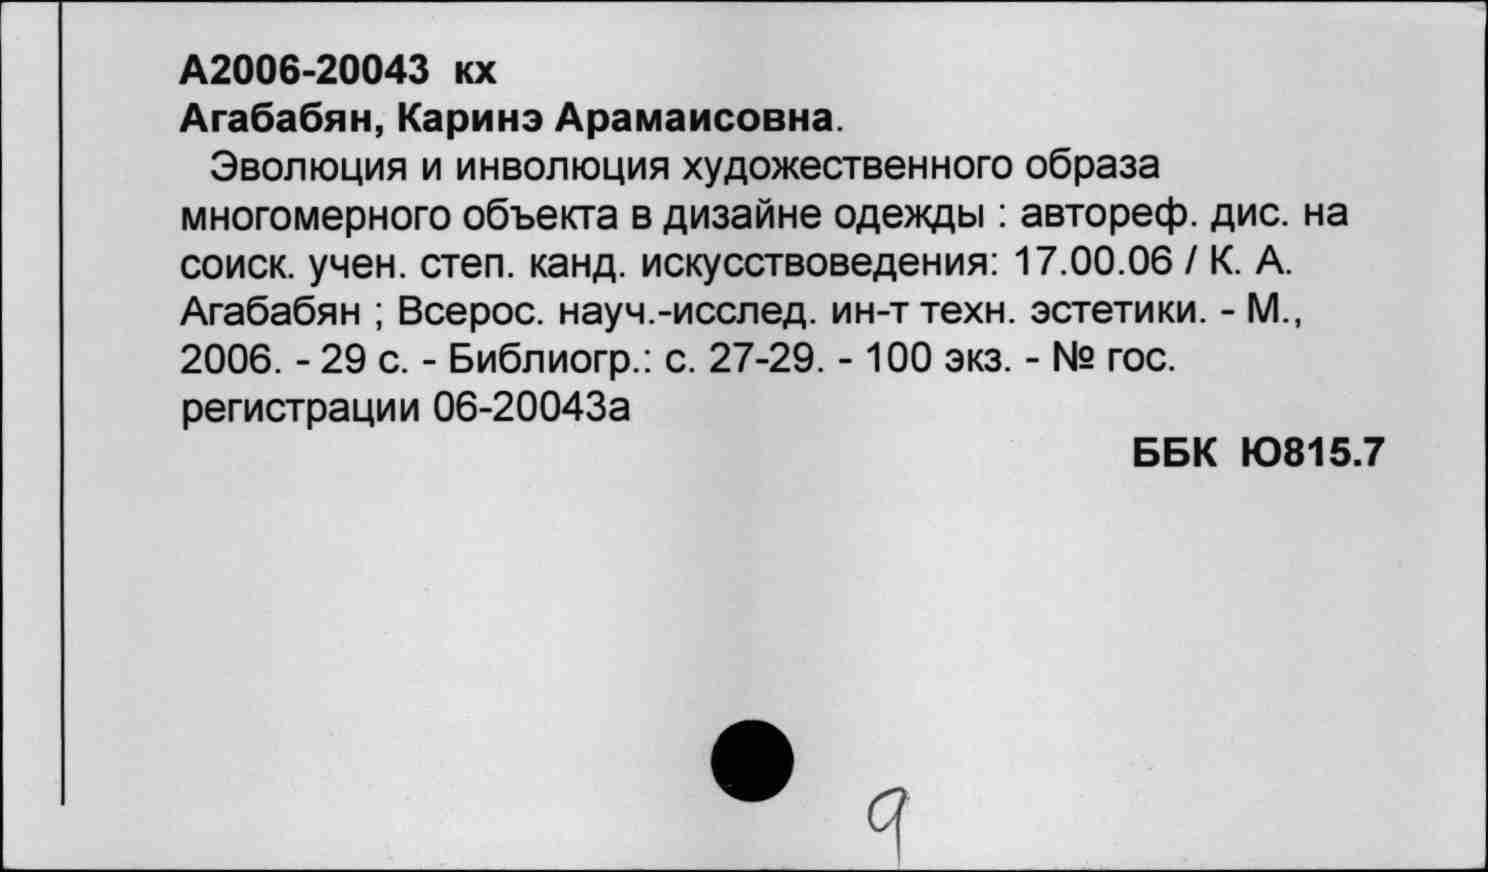 А2006-20043 кх
Агабабян, Каринэ Арамаисовна.
Эволюция и инволюция художественного образа
многомерного объекта в дизайне одежды : автореф. дис. на
соиск. учен. степ. канд. искусствоведения: 17.00.06 / К. А.
Агабабян ; Всерос. науч.-исслед. ин-т техн. эстетики. - М.,
2006. - 29 с. - Библиогр.: с. 27-29. - 100 экз. - № гос.
регистрации 06-20043а
ББК Ю815.7
9